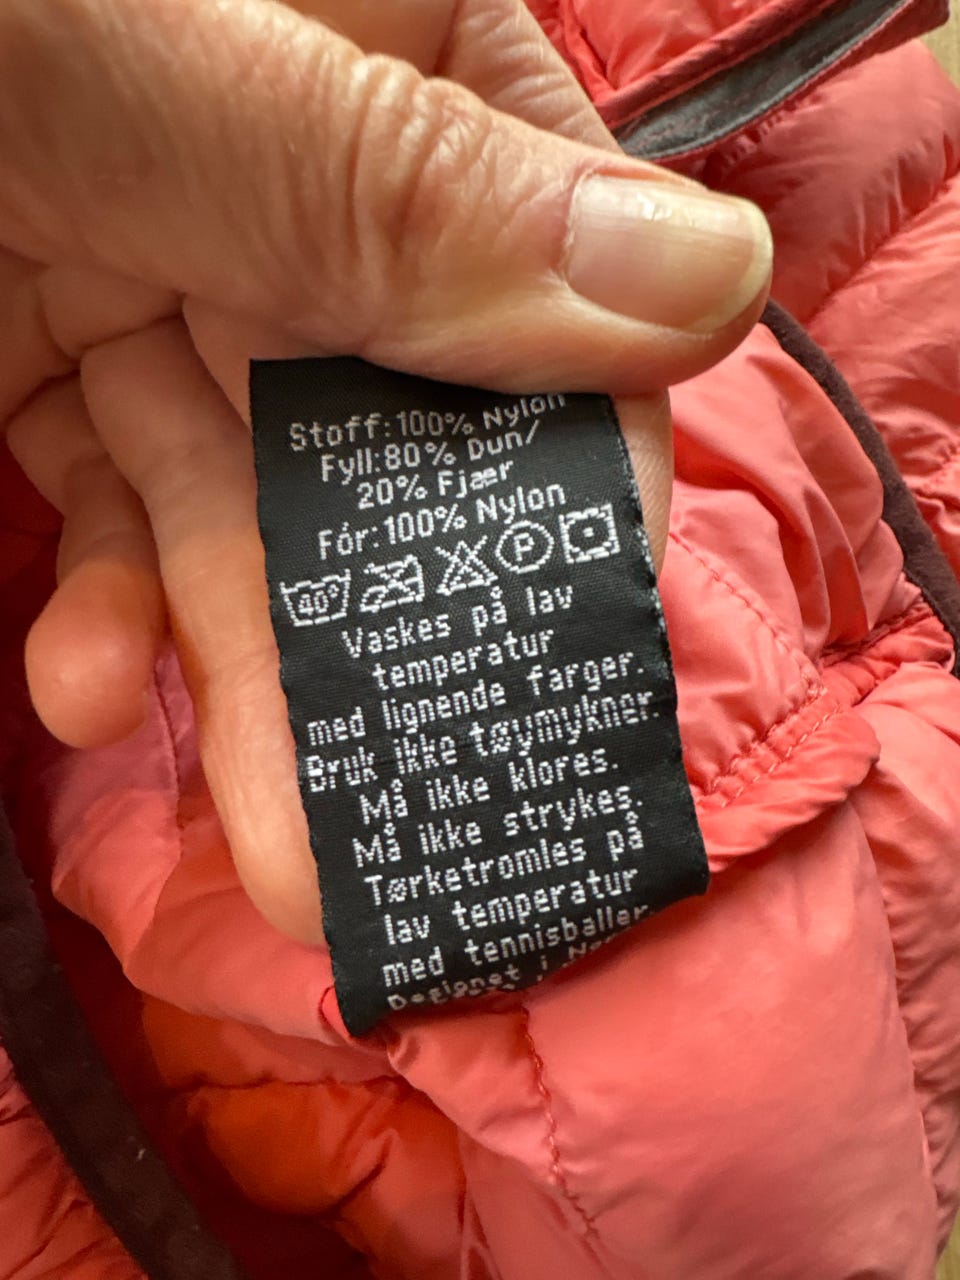 Stoff:100% Nylon
Fyll:80% Dun/
20% Fjær
Fór:100% Nylon
40° P
Vaskes på lav
temperatur
med lignende farger.
Bruk ikke tøymykner.
Må ikke klores.
Må ikke strykes.
Tørketromles på
lav temperatur
med tennisballer.
Designet i